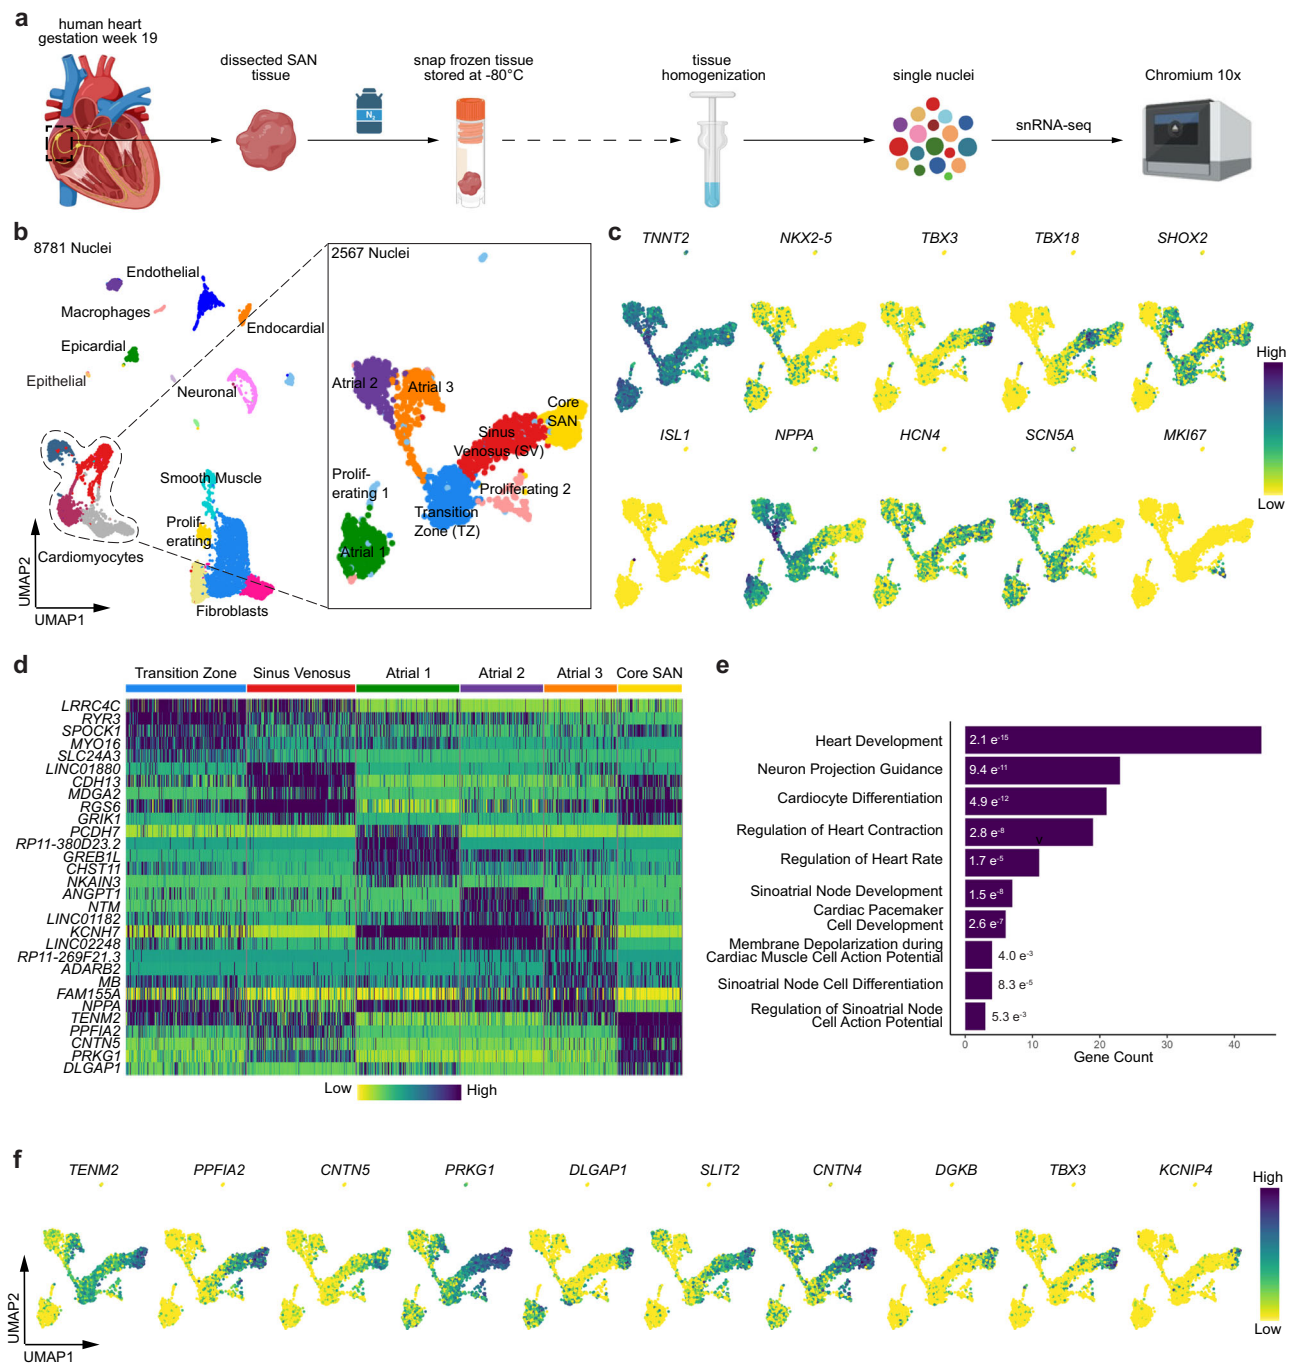 a
human heart
gestation week 19
dissected SAN
tissue
N₂
snap frozen tissue
stored at -80°C
tissue
homogenization
single nuclei
snRNA-seq
Chromium 10x
b
8781 Nuclei
Endothelial
Macrophages
Endocardial
Epicardial
Epithelial
Neuronal
Smooth Muscle
Prolif-
erating
Cardiomyocytes
Fibroblasts
UMAP2
UMAP1
2567 Nuclei
Atrial 2
Atrial 3
Core
SAN
Sinus
Venosus (SV)
Prolif-
erating 1
Proliferating 2
Transition
Zone (TZ)
Atrial 1
c
TNNT2
NKX2-5
TBX3
TBX18
SHOX2
ISL1
NPPA
HCN4
SCN5A
MKI67
High
Low
d
Transition Zone
Sinus Venosus
Atrial 1
Atrial 2
Atrial 3
Core SAN
LRRC4C
RYR3
SPOCK1
MYO16
SLC24A3
LINC01880
CDH13
MDGA2
RGS6
GRIK1
PCDH7
RP11-380D23.2
GREB1L
CHST11
NKAIN3
ANGPT1
NTM
LINC01182
KCNH7
LINC02248
RP11-269F21.3
ADARB2
MB
FAM155A
NPPA
TENM2
PPFIA2
CNTN5
PRKG1
DLGAP1
Low
High
e
Heart Development
2.1 e⁻¹⁵
Neuron Projection Guidance
9.4 e⁻¹¹
Cardiocyte Differentiation
4.9 e⁻¹²
Regulation of Heart Contraction
2.8 e⁻⁸
Regulation of Heart Rate
1.7 e⁻⁵
Sinoatrial Node Development
1.5 e⁻⁸
Cardiac Pacemaker
Cell Development
2.6 e⁻⁷
Membrane Depolarization during
Cardiac Muscle Cell Action Potential
4.0 e⁻³
Sinoatrial Node Cell Differentiation
8.3 e⁻⁵
Regulation of Sinoatrial Node
Cell Action Potential
5.3 e⁻³
0 10 20 30 40
Gene Count
f
TENM2
PPFIA2
CNTN5
PRKG1
DLGAP1
SLIT2
CNTN4
DGKB
TBX3
KCNIP4
High
Low
UMAP2
UMAP1